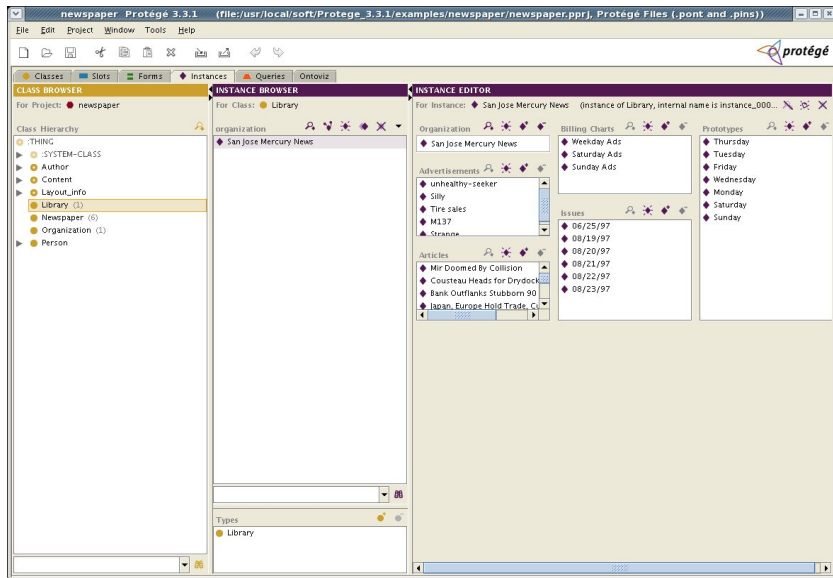 newspaper Protégé 3.3.1 (file:/usr/local/soft/Protege_3.3.1/examples/newspaper/newspaper.pprj, Protégé Files (.pont and .pins))
File Edit Project Window Tools Help
protégé
Classes Slots Forms Instances Queries Ontoviz
CLASS BROWSER
For Project: newspaper
Class Hierarchy
:THING
:SYSTEM-CLASS
Author
Content
Layout_info
Library (1)
Newspaper (6)
Organization (1)
Person
INSTANCE BROWSER
For Class: Library
organization
San Jose Mercury News
Types
Library
INSTANCE EDITOR
For Instance: San Jose Mercury News (instance of Library, internal name is instance_000...
Organization
San Jose Mercury News
Advertisements
unhealthy-seeker
Silly
Tire sales
M137
Strange
Articles
Mir Doomed By Collision
Cousteau Heads for Drydock
Bank Outflanks Stubborn 90
Japan, Europe Hold Trade, Cu
Billing Charts
Weekday Ads
Saturday Ads
Sunday Ads
Issues
06/25/97
08/19/97
08/20/97
08/21/97
08/22/97
08/23/97
Prototypes
Thursday
Tuesday
Friday
Wednesday
Monday
Saturday
Sunday